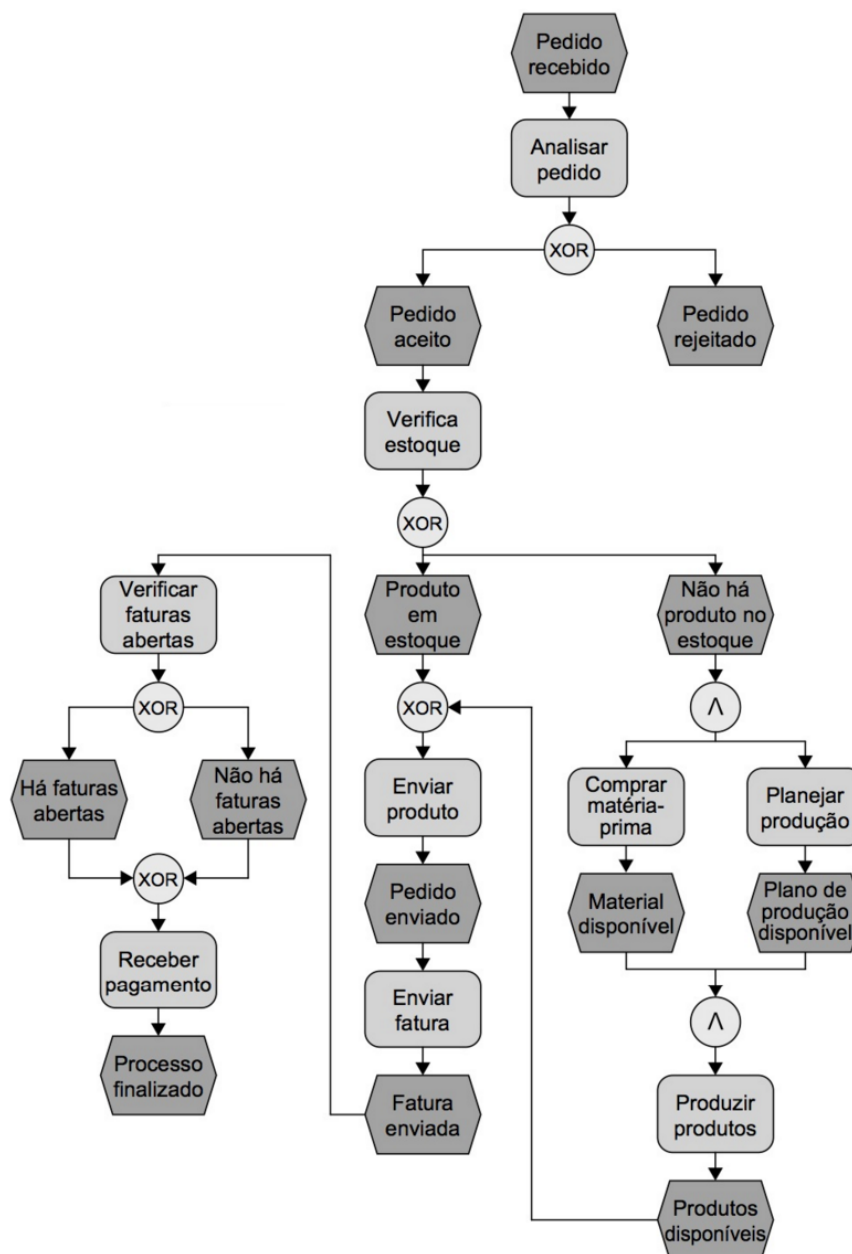 Pedido
recebido
Analisar
pedido
XOR
Pedido
aceito
Pedido
rejeitado
Verifica
estoque
XOR
Verificar
faturas
abertas
Produto
em
estoque
Não há
produto no
estoque
XOR
XOR
Λ
Há faturas
abertas
Não há
faturas
abertas
Enviar
produto
Comprar
matéria-
prima
Planejar
produção
XOR
Pedido
enviado
Material
disponível
Plano de
produção
disponível
Receber
pagamento
Enviar
fatura
Λ
Processo
finalizado
Fatura
enviada
Produzir
produtos
Produtos
disponíveis